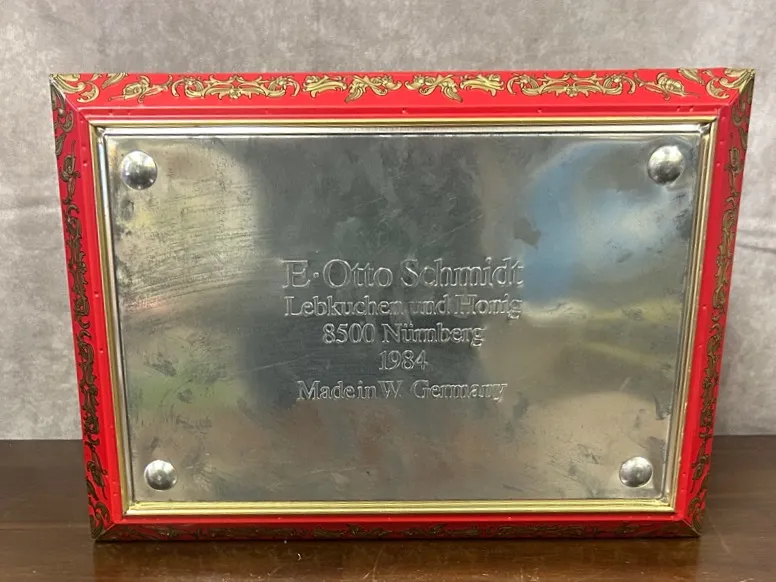 E·Otto Schmidt
Lebkuchen und Honig
8500 Nürnberg
1984
Made in W. Germany